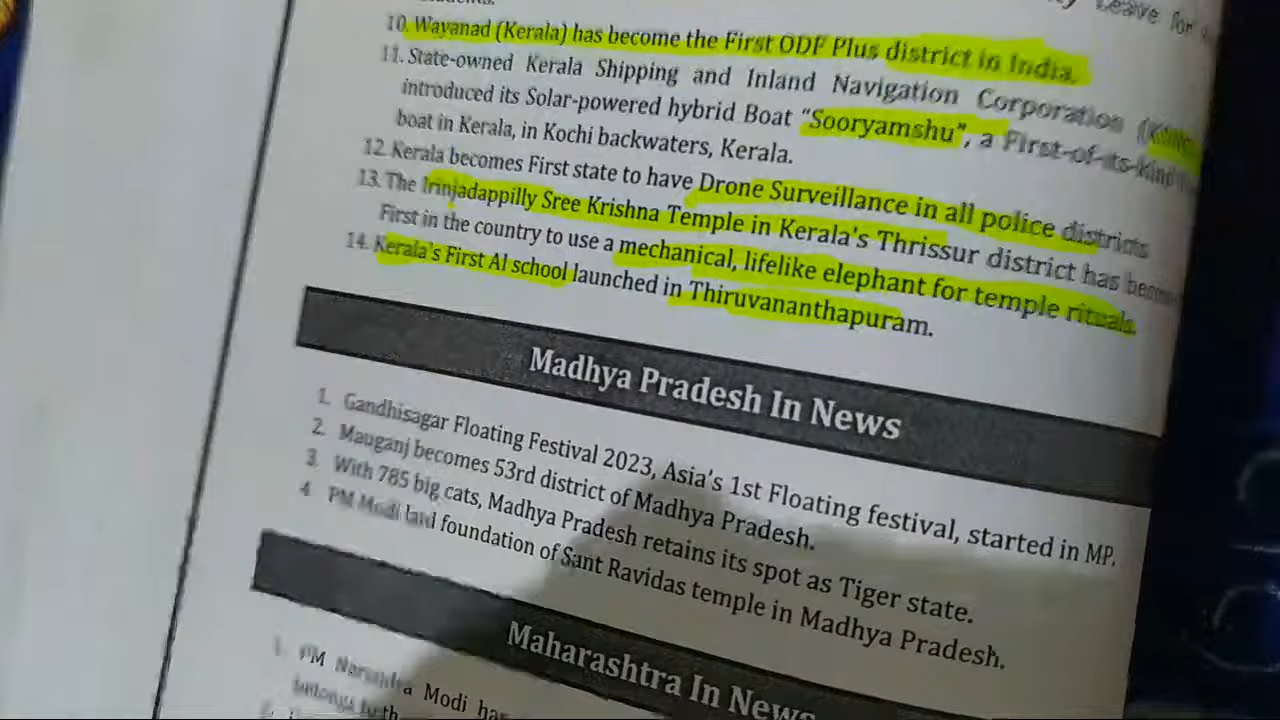 Leave for
10. Wayanad (Kerala) has become the First ODF Plus district in India.
11. State-owned Kerala Shipping and Inland Navigation Corporation
introduced its Solar-powered hybrid Boat “Sooryamshu”, a First-of-its-kind
boat in Kerala, in Kochi backwaters, Kerala.
12. Kerala becomes First state to have Drone Surveillance in all police districts
13. The Irinjadappilly Sree Krishna Temple in Kerala's Thrissur district has
First in the country to use a mechanical, lifelike elephant for temple rituals.
14. Kerala's First AI school launched in Thiruvananthapuram.
Madhya Pradesh In News
1. Gandhisagar Floating Festival 2023, Asia's 1st Floating festival, started in MP.
2. Mauganj becomes 53rd district of Madhya Pradesh.
3. With 785 big cats, Madhya Pradesh retains its spot as Tiger state.
4 PM Modi laid foundation of Sant Ravidas temple in Madhya Pradesh.
Maharashtra In News
1. PM Narendra Modi